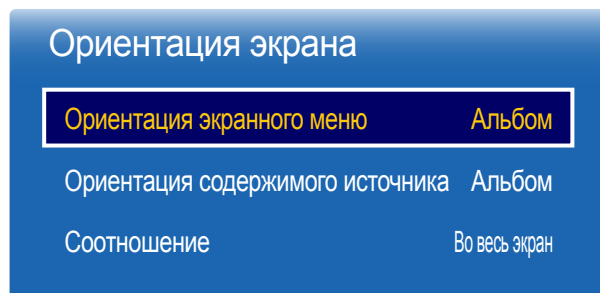 Ориентация экрана
Ориентация экранного меню Альбом
Ориентация содержимого источника Альбом
Соотношение Во весь экран